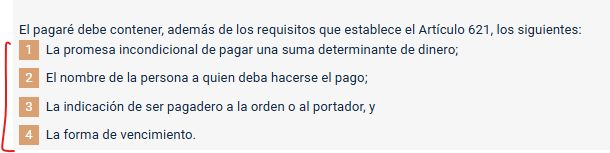 El pagaré debe contener, además de los requisitos que establece el Artículo 621, los siguientes:
1 La promesa incondicional de pagar una suma determinante de dinero;
2 El nombre de la persona a quien deba hacerse el pago;
3 La indicación de ser pagadero a la orden o al portador, y
4 La forma de vencimiento.